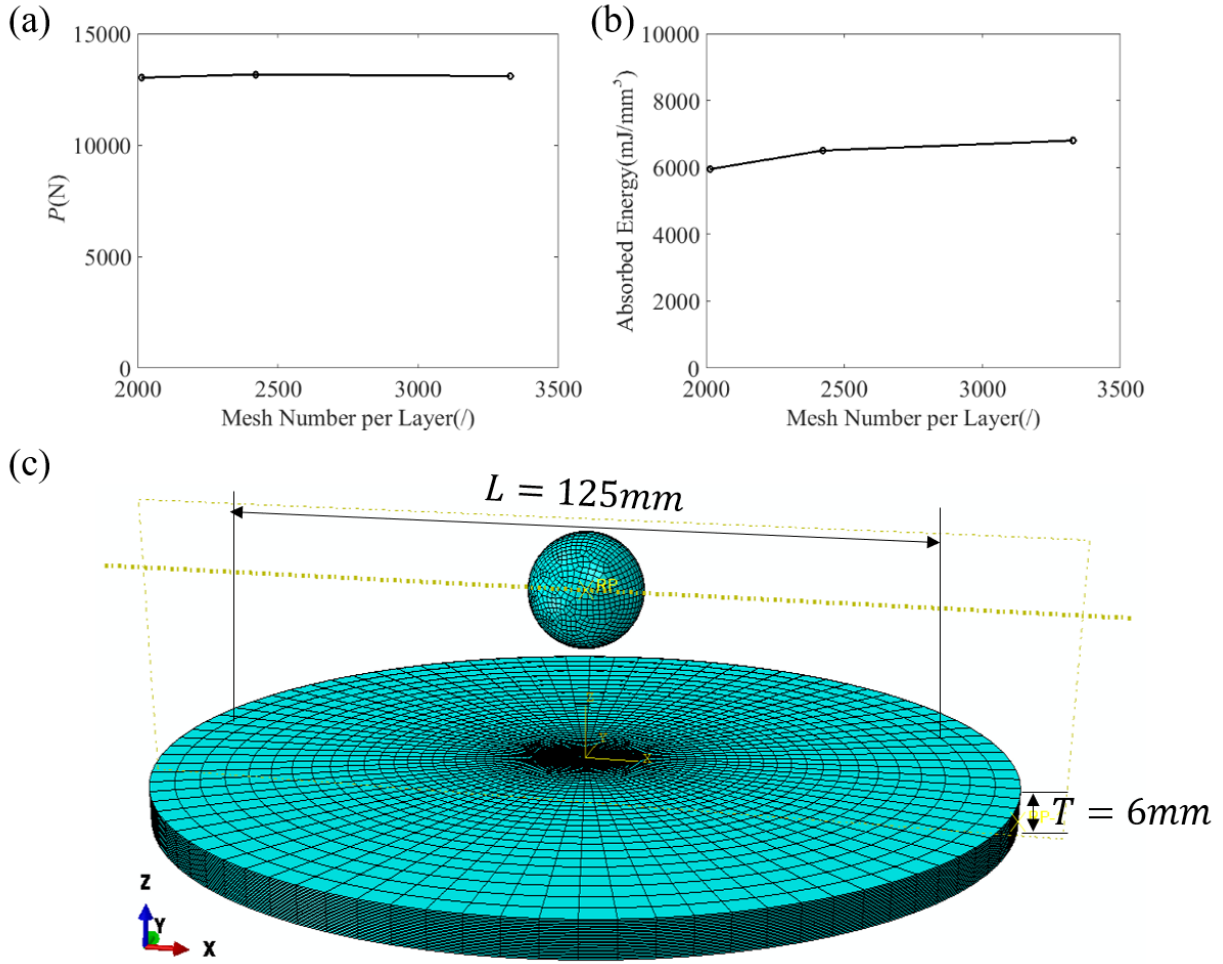 (a)
15000
10000
5000
0
P(N)
2000 2500 3000 3500
Mesh Number per Layer(/)
(b)
10000
8000
6000
4000
2000
0
Absorbed Energy(mJ/mm³)
2000 2500 3000 3500
Mesh Number per Layer(/)
(c)
L = 125mm
RP
X
T = 6mm
Z
Y
X